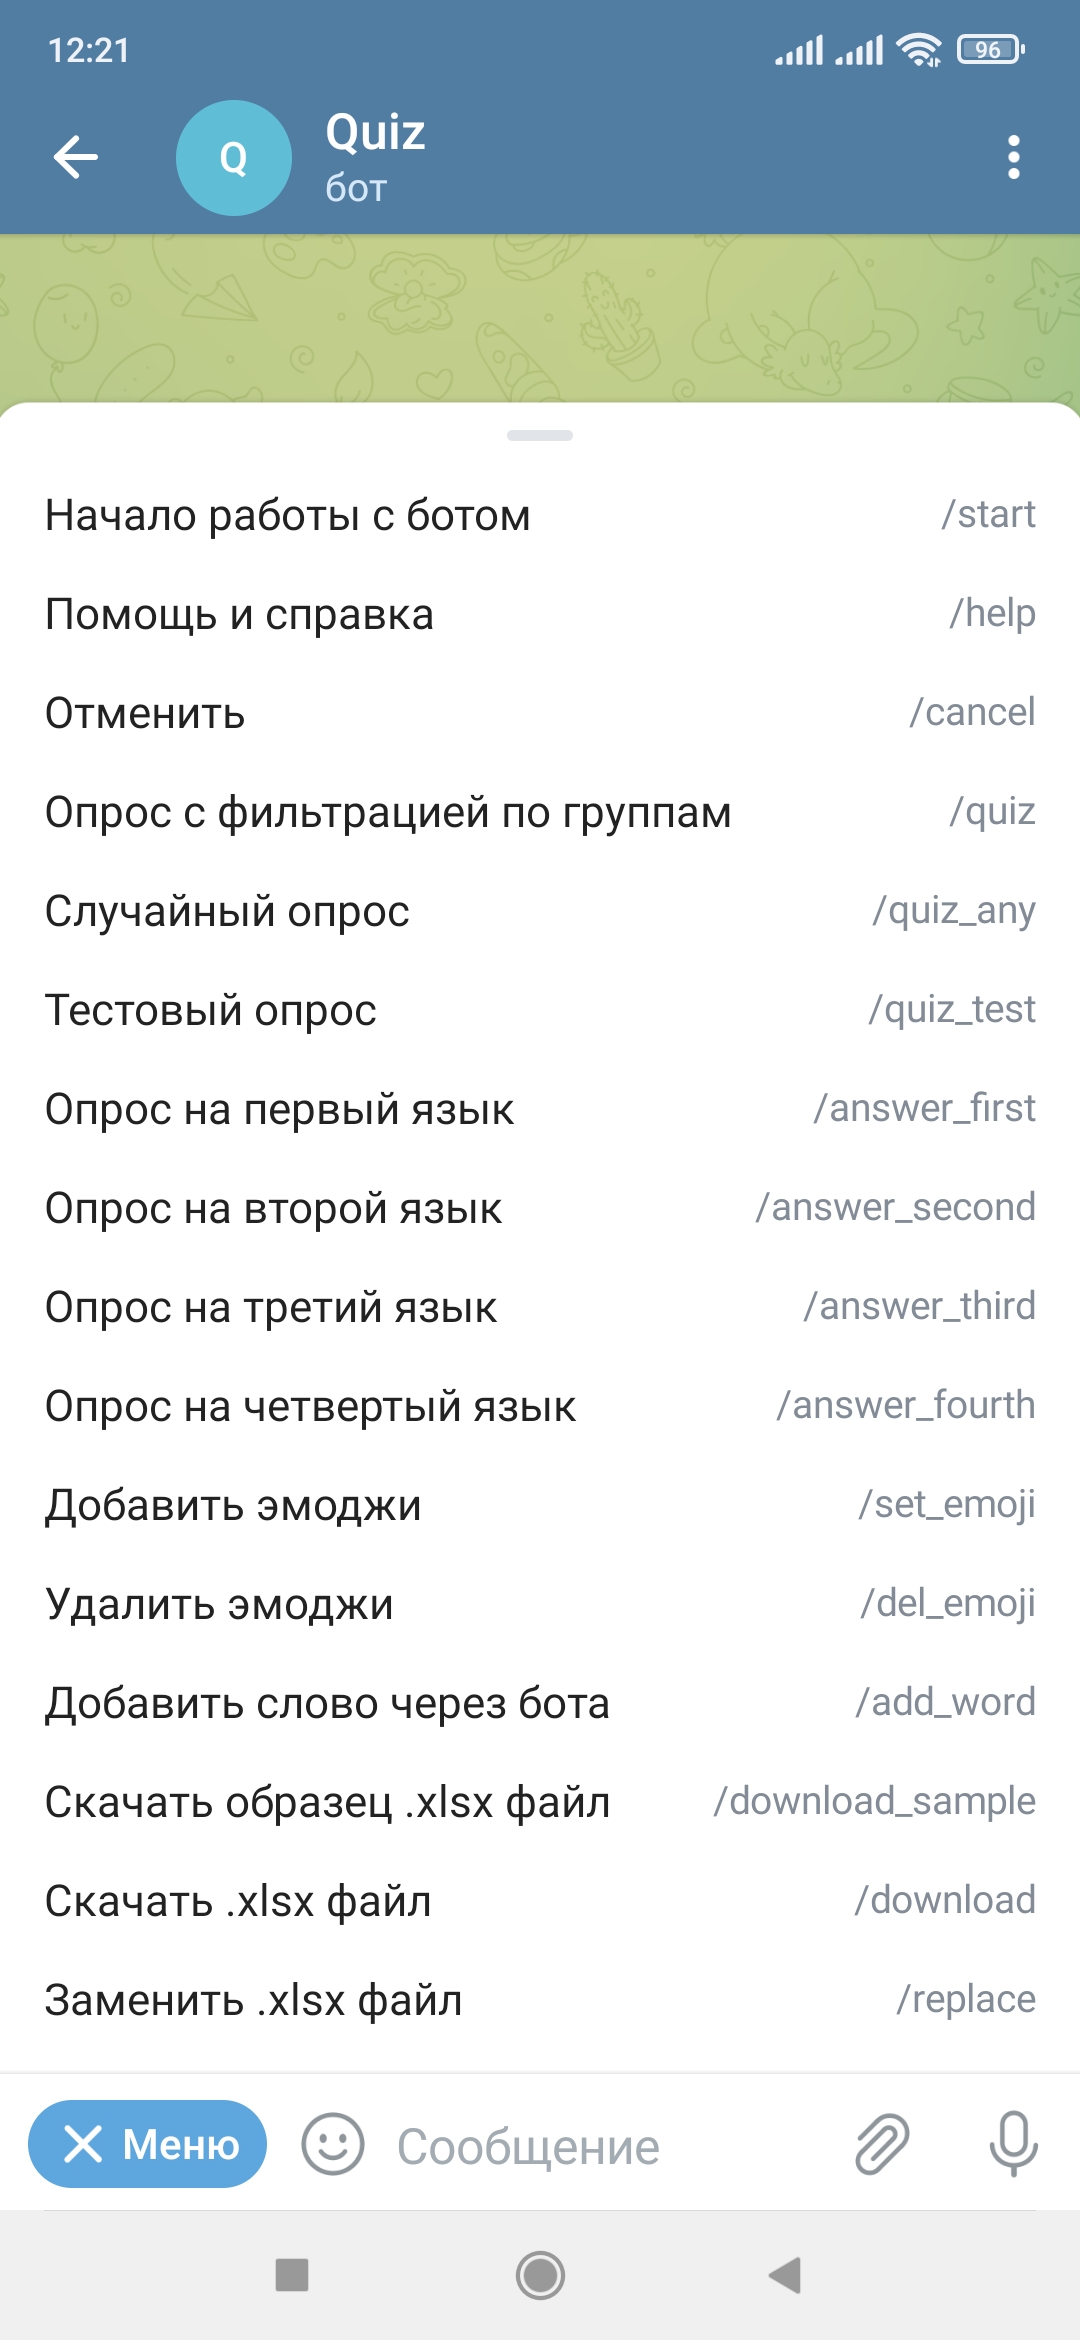 12:21
96
Q
Quiz
бот
Начало работы с ботом /start
Помощь и справка /help
Отменить /cancel
Опрос с фильтрацией по группам /quiz
Случайный опрос /quiz_any
Тестовый опрос /quiz_test
Опрос на первый язык /answer_first
Опрос на второй язык /answer_second
Опрос на третий язык /answer_third
Опрос на четвертый язык /answer_fourth
Добавить эмоджи /set_emoji
Удалить эмоджи /del_emoji
Добавить слово через бота /add_word
Скачать образец .xlsx файл /download_sample
Скачать .xlsx файл /download
Заменить .xlsx файл /replace
Меню Сообщение